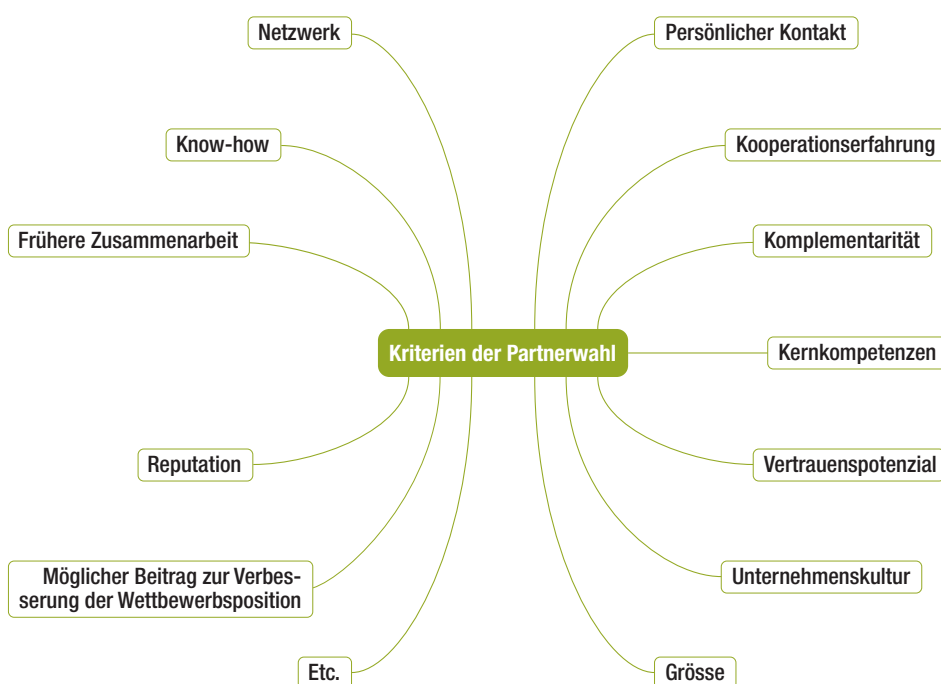 Netzwerk
Persönlicher Kontakt
Know-how
Kooperationserfahrung
Frühere Zusammenarbeit
Komplementarität
Kriterien der Partnerwahl
Kernkompetenzen
Reputation
Vertrauenspotenzial
Möglicher Beitrag zur Verbes-
serung der Wettbewerbsposition
Unternehmenskultur
Etc.
Grösse